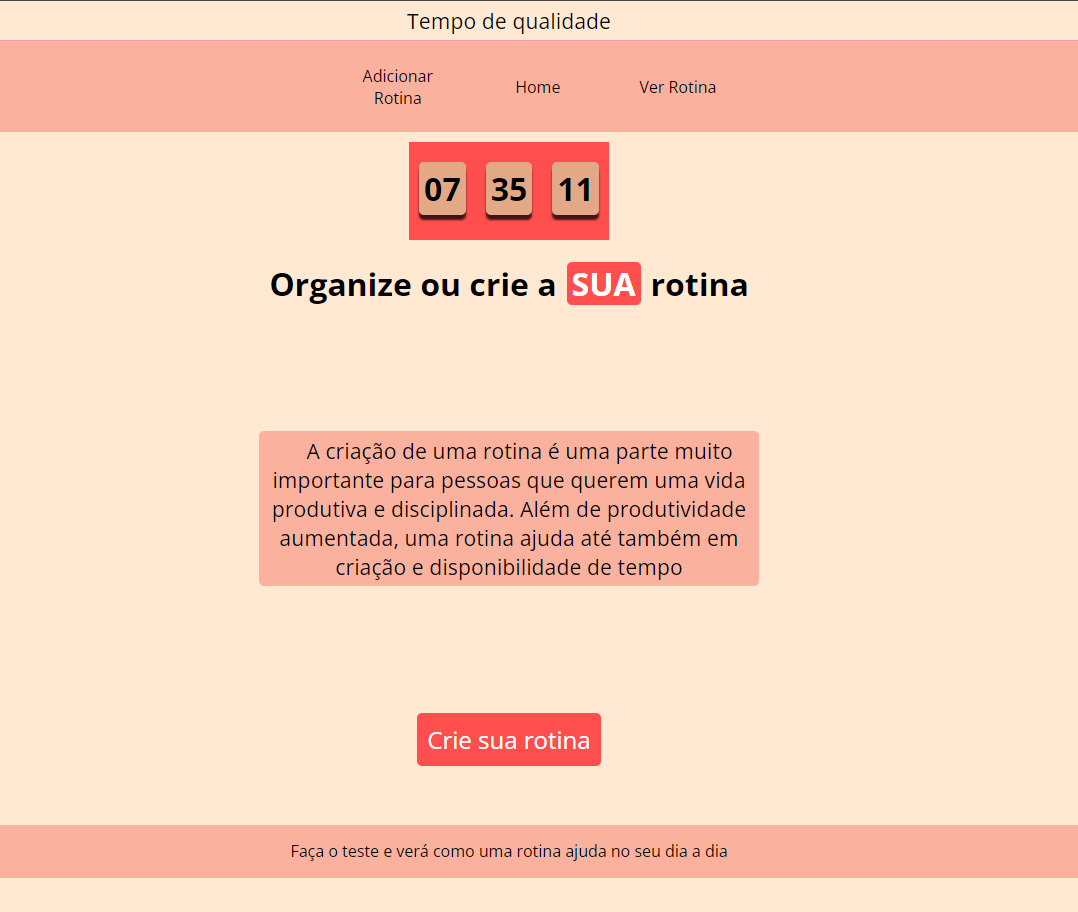 Tempo de qualidade
Adicionar
Rotina
Home
Ver Rotina
07 35 11
Organize ou crie a SUA rotina
A criação de uma rotina é uma parte muito
importante para pessoas que querem uma vida
produtiva e disciplinada. Além de produtividade
aumentada, uma rotina ajuda até também em
criação e disponibilidade de tempo
Crie sua rotina
Faça o teste e verá como uma rotina ajuda no seu dia a dia